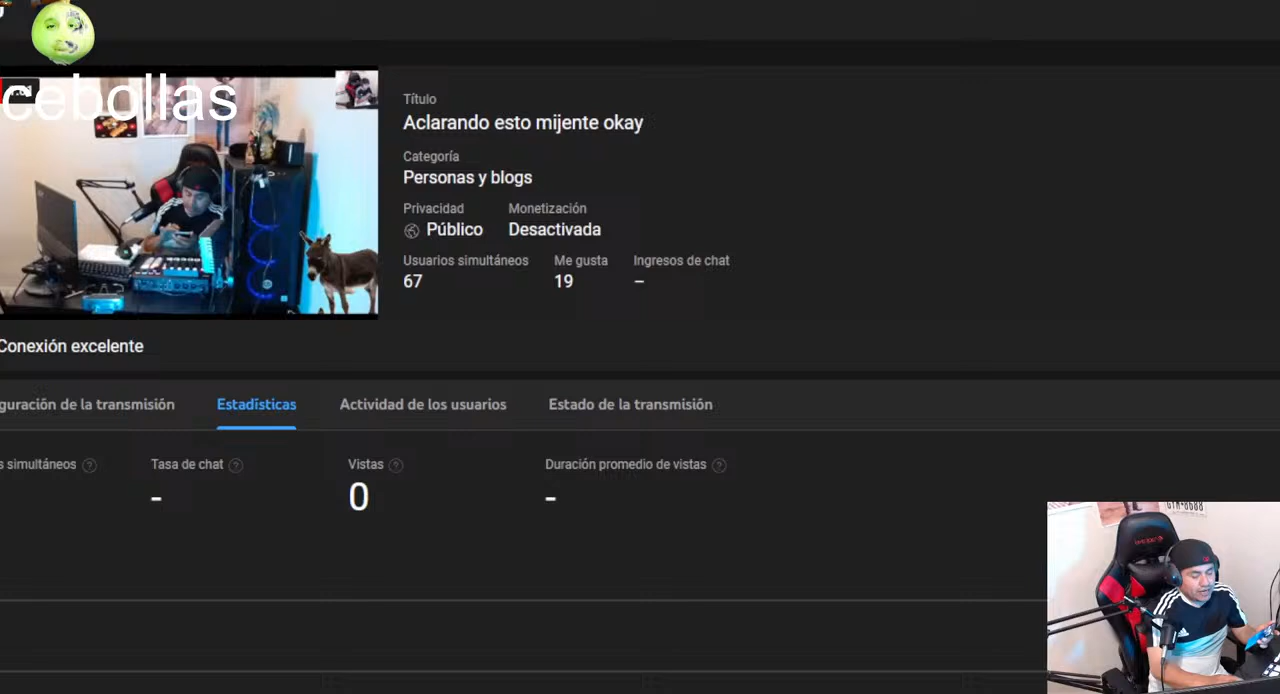 cebollas
Título
Aclarando esto mijente okay
Categoría
Personas y blogs
Privacidad Monetización
Público Desactivada
Usuarios simultáneos Me gusta Ingresos de chat
67 19 –
Conexión excelente
guración de la transmisión Estadísticas Actividad de los usuarios Estado de la transmisión
s simultáneos ? Tasa de chat ? Vistas ? Duración promedio de vistas ?
- 0 -